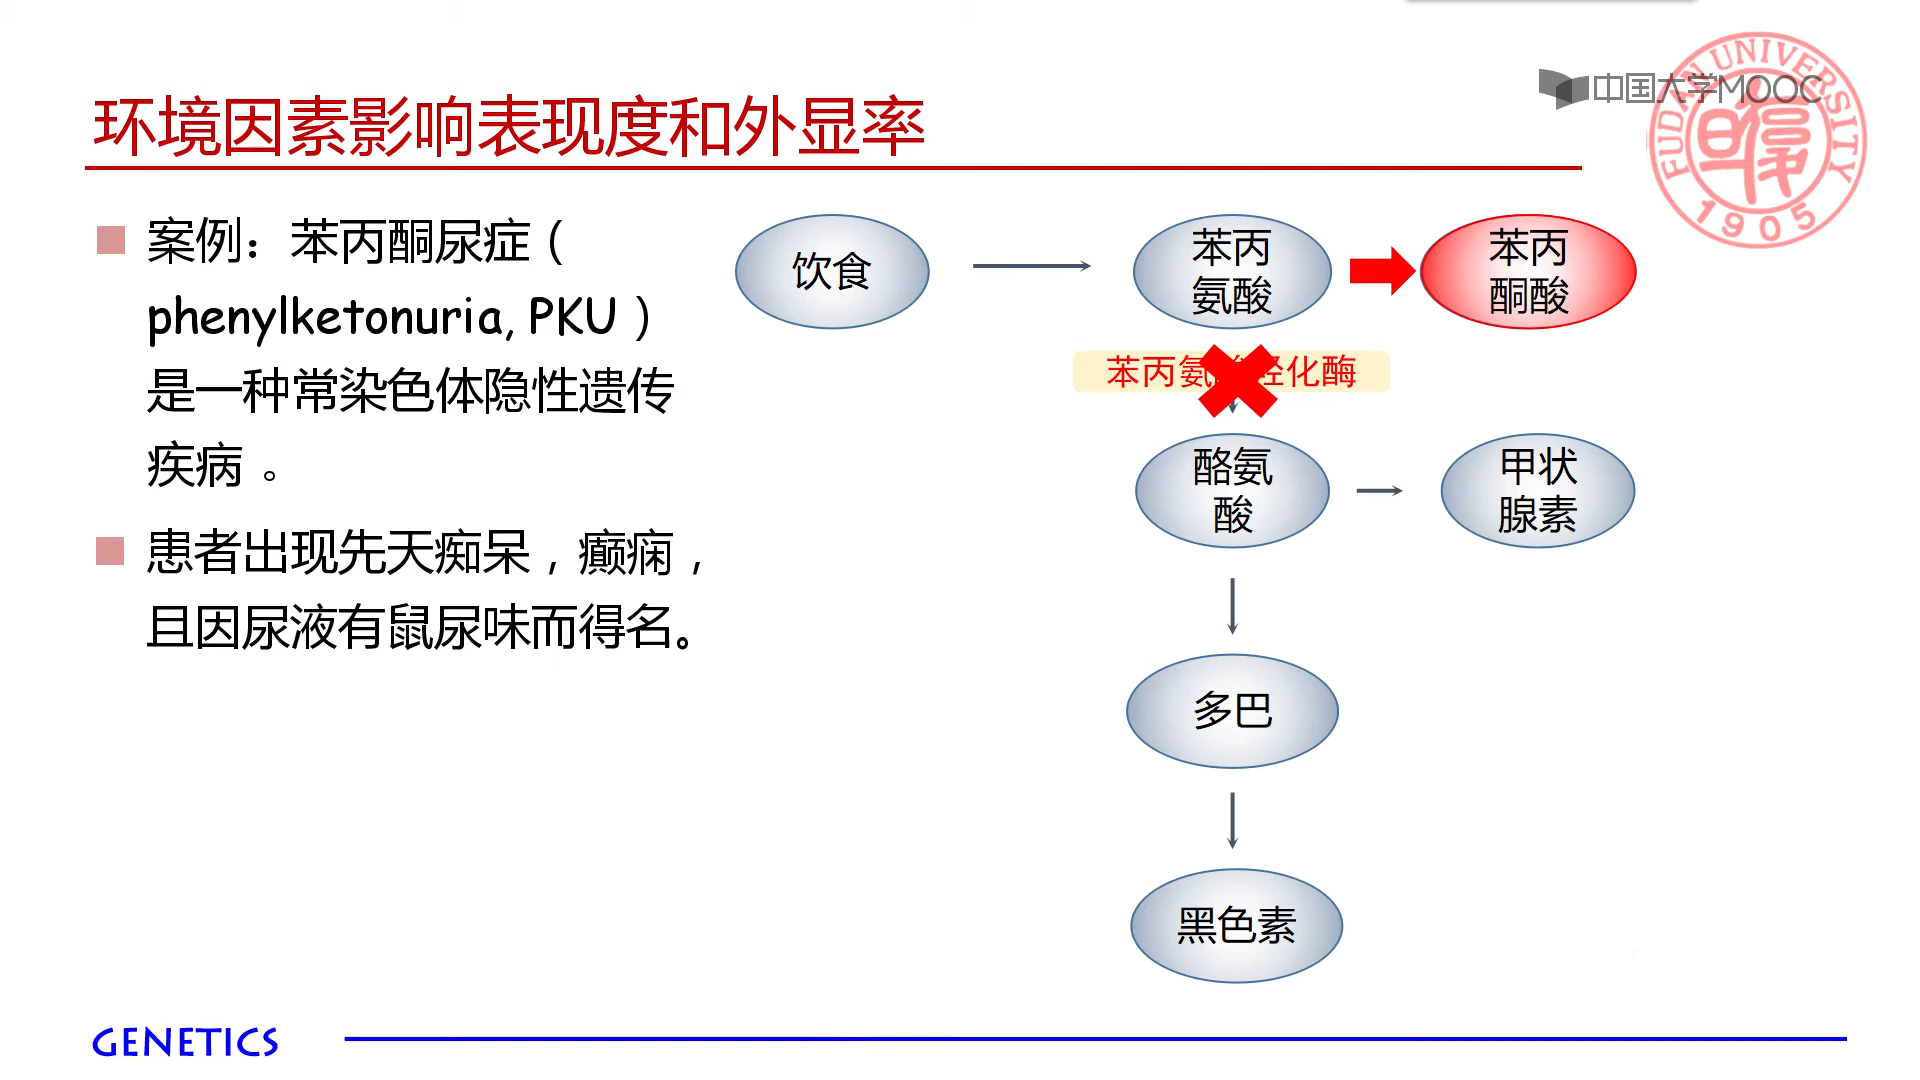 中国大学MOOC
FUDAN UNIVERSITY
1905
环境因素影响表现度和外显率
案例：苯丙酮尿症（
phenylketonuria, PKU）
是一种常染色体隐性遗传
疾病 。
患者出现先天痴呆，癫痫，
且因尿液有鼠尿味而得名。
饮食
苯丙
氨酸
苯丙
酮酸
苯丙氨 羟化酶
酪氨
酸
甲状
腺素
多巴
黑色素
GENETICS